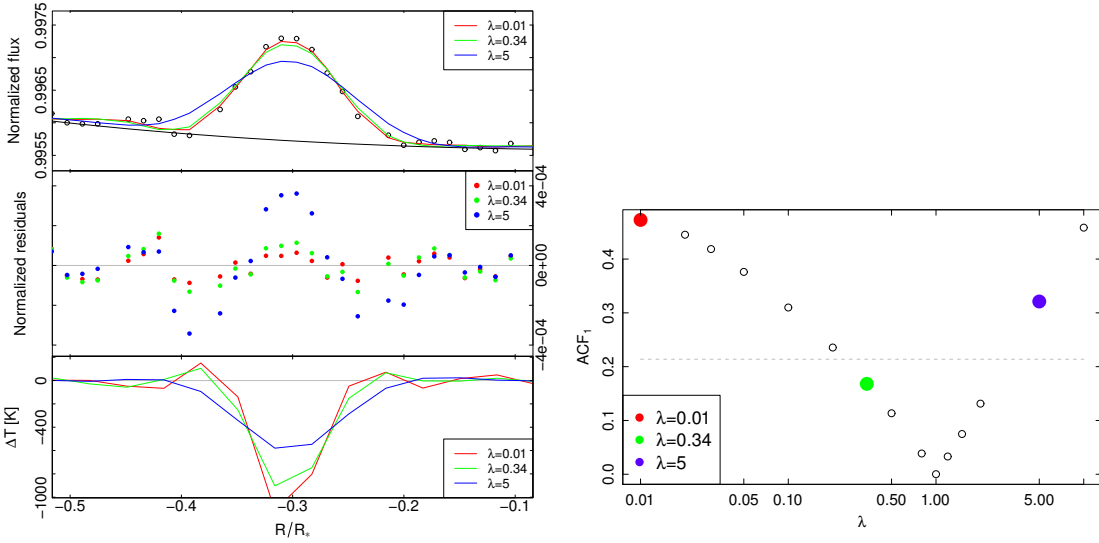 0.9975
0.9965
0.9955
Normalized flux
λ=0.01
λ=0.34
λ=5
Normalized residuals
4e-04
0e+00
-4e-04
λ=0.01
λ=0.34
λ=5
0
-4000
-1000
ΔT [K]
λ=0.01
λ=0.34
λ=5
-0.5 -0.4 -0.3 -0.2 -0.1
R/R*
0.4
0.3
0.2
0.1
0.0
ACF1
λ=0.01
λ=0.34
λ=5
0.01 0.05 0.10 0.50 1.00 5.00
λ